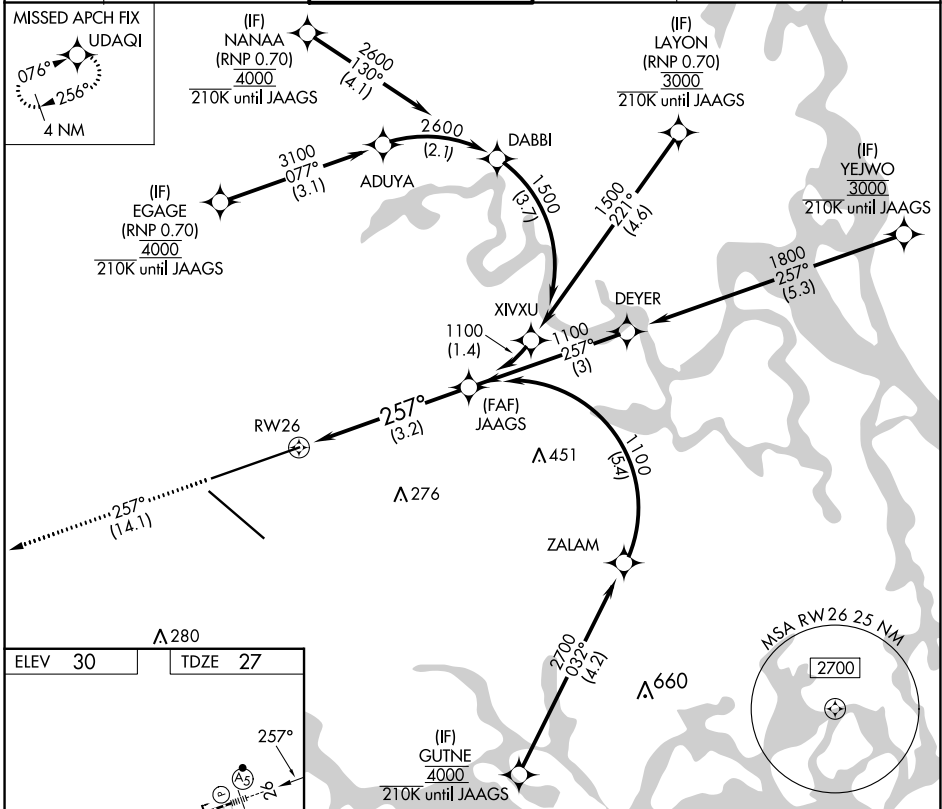 MISSED APCH FIX
UDAQI
076°
256°
4 NM
(IF)
NANAA
(RNP 0.70)
4000
210K until JAAGS
2600
130°
(4.1)
(IF)
LAYON
(RNP 0.70)
3000
210K until JAAGS
2600
(2.1)
DABBI
3100
077°
(3.1)
ADUYA
(IF)
EGAGE
(RNP 0.70)
4000
210K until JAAGS
1500
(3.7)
1500
221°
(4.6)
(IF)
YEJWO
3000
210K until JAAGS
1800
257°
(5.3)
XIVXU
DEYER
1100
(1.4)
1100
257°
(3)
257°
(3.2)
(FAF)
JAAGS
RW26
451
1100
(5.4)
276
257°
(14.1)
ZALAM
280
2700
032°
(4.2)
660
MSA RW26 25 NM
2700
ELEV 30
TDZE 27
257°
A5
P
26
(IF)
GUTNE
4000
210K until JAAGS